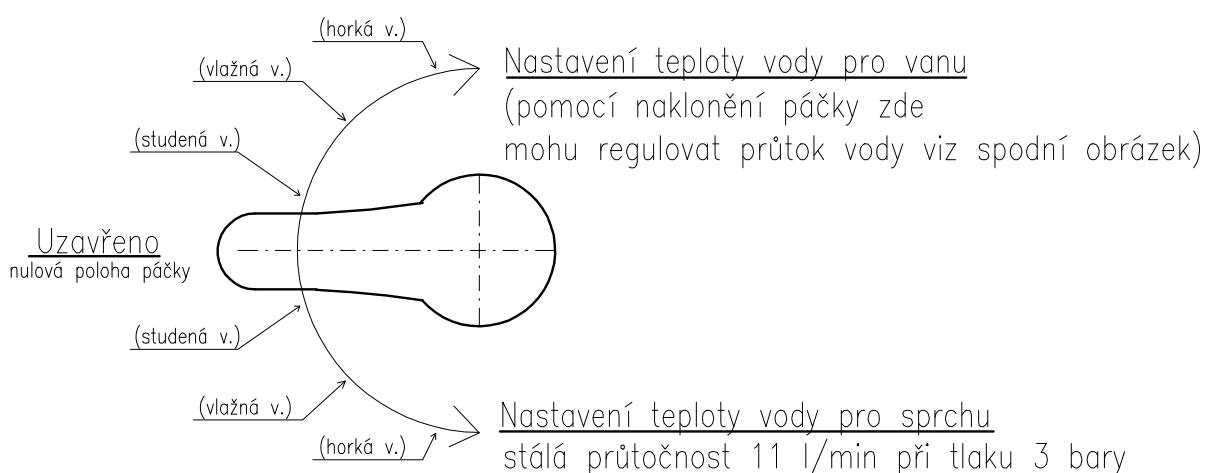 (horká v.)
(vlažná v.)
(studená v.)
Nastavení teploty vody pro vanu
(pomocí naklonění páčky zde
mohu regulovat průtok vody viz spodní obrázek)
Uzavřeno
nulová poloha páčky
(studená v.)
(vlažná v.)
(horká v.)
Nastavení teploty vody pro sprchu
stálá průtočnost 11 l/min při tlaku 3 bary